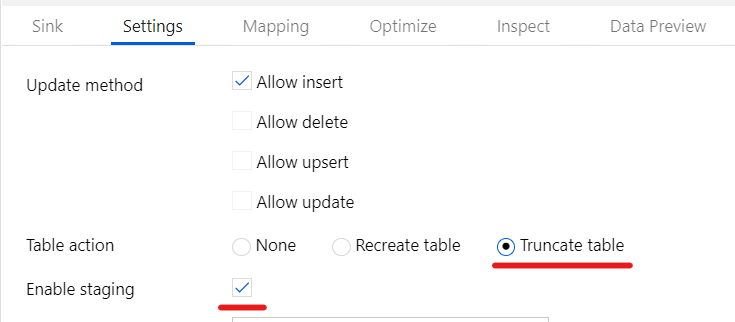 Sink Settings Mapping Optimize Inspect Data Preview
Update method Allow insert
Allow delete
Allow upsert
Allow update
Table action None Recreate table Truncate table
Enable staging